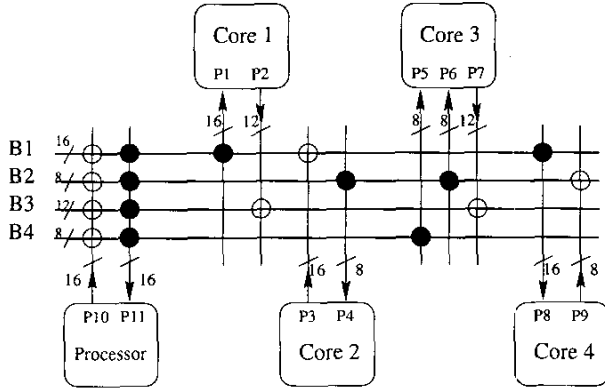 Core 1
Core 3
P1 P2
P5 P6 P7
16 12
8 8 12
B1 16
B2 8
B3 12
B4 8
16 16
16 8
16 8
P10 P11
P3 P4
P8 P9
Processor
Core 2
Core 4